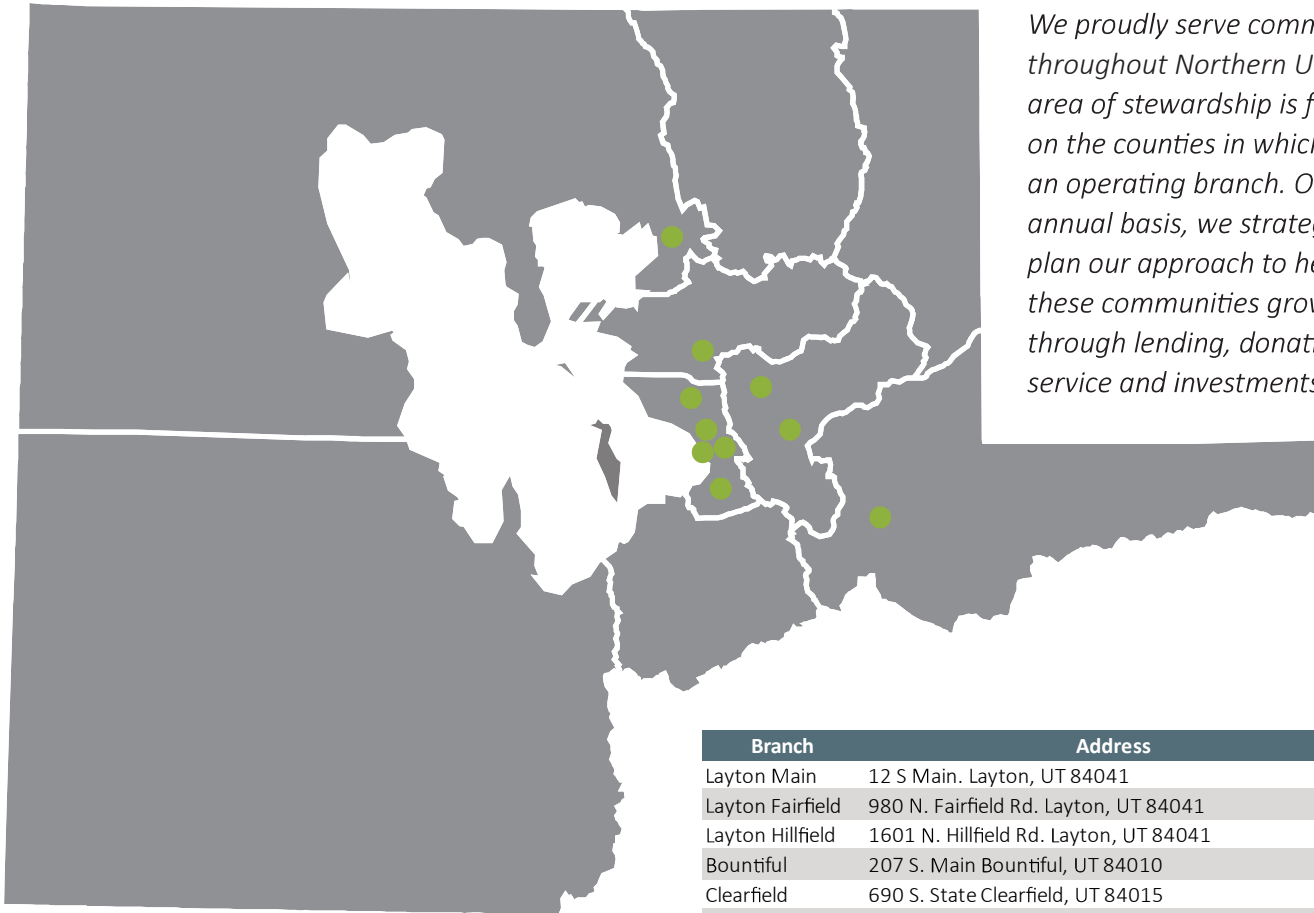 We proudly serve comm
throughout Northern U
area of stewardship is f
on the counties in which
an operating branch. O
annual basis, we strateg
plan our approach to he
these communities grow
through lending, donati
service and investments
Branch Address
Layton Main 12 S Main. Layton, UT 84041
Layton Fairfield 980 N. Fairfield Rd. Layton, UT 84041
Layton Hillfield 1601 N. Hillfield Rd. Layton, UT 84041
Bountiful 207 S. Main Bountiful, UT 84010
Clearfield 690 S. State Clearfield, UT 84015